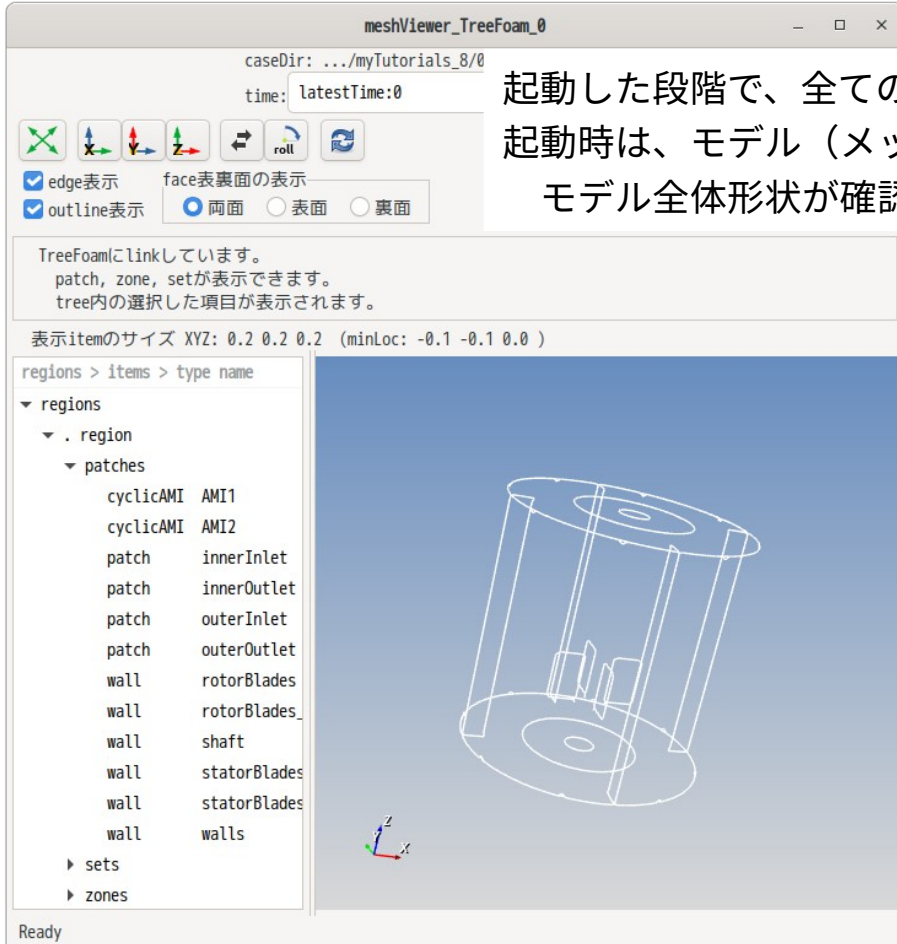 meshViewer_TreeFoam_0
caseDir: .../myTutorials_8/0
time: latestTime:0
起動した段階で、全ての
起動時は、モデル（メッ
モデル全体形状が確認
X Y Z roll
edge表示 face表裏面の表示
outline表示 両面 表面 裏面
TreeFoamにlinkしています。
patch, zone, setが表示できます。
tree内の選択した項目が表示されます。
表示itemのサイズ XYZ: 0.2 0.2 0.2 (minLoc: -0.1 -0.1 0.0 )
regions > items > type name
regions
. region
patches
cyclicAMI AMI1
cyclicAMI AMI2
patch innerInlet
patch innerOutlet
patch outerInlet
patch outerOutlet
wall rotorBlades
wall rotorBlades_
wall shaft
wall statorBlades
wall statorBlades
wall walls
sets
zones
Z
X
Ready